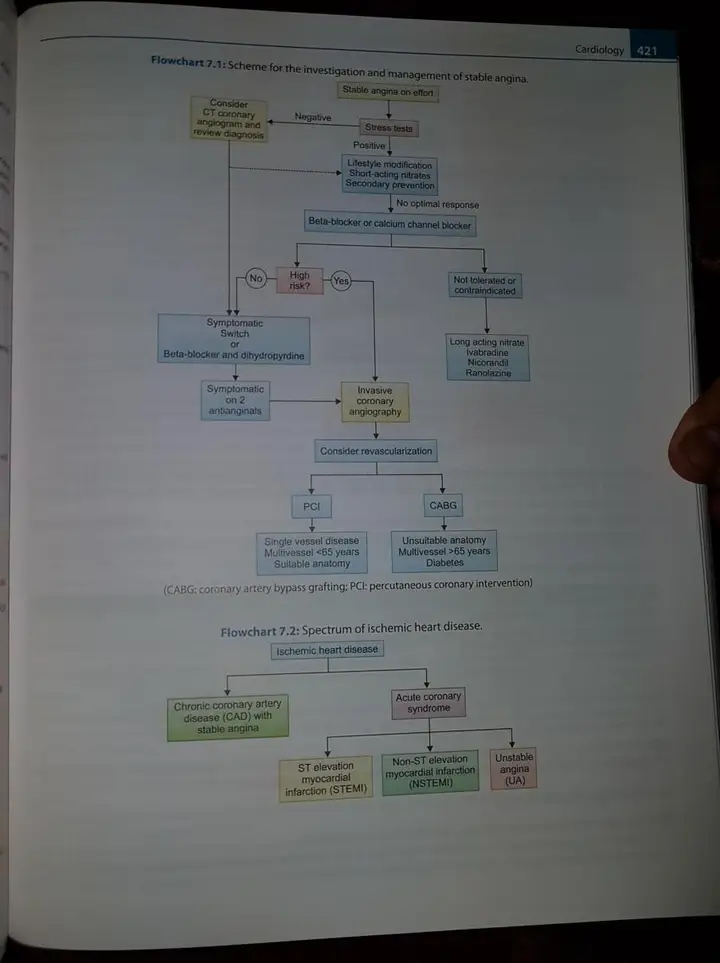 Cardiology 421
Flowchart 7.1: Scheme for the investigation and management of stable angina.
Stable angina on effort
Stress tests
Negative
Consider
CT coronary
angiogram and
review diagnosis
Positive
Lifestyle modification
Short-acting nitrates
Secondary prevention
No optimal response
Beta-blocker or calcium channel blocker
No
High
risk?
Yes
Not tolerated or
contraindicated
Symptomatic
Switch
or
Beta-blocker and dihydropyrdine
Long acting nitrate
Ivabradine
Nicorandil
Ranolazine
Symptomatic
on 2
antianginals
Invasive
coronary
angiography
Consider revascularization
PCI
CABG
Single vessel disease
Multivessel <65 years
Suitable anatomy
Unsuitable anatomy
Multivessel >65 years
Diabetes
(CABG: coronary artery bypass grafting; PCI: percutaneous coronary intervention)
Flowchart 7.2: Spectrum of ischemic heart disease.
Ischemic heart disease
Chronic coronary artery
disease (CAD) with
stable angina
Acute coronary
syndrome
ST elevation
myocardial
infarction (STEMI)
Non-ST elevation
myocardial infarction
(NSTEMI)
Unstable
angina
(UA)